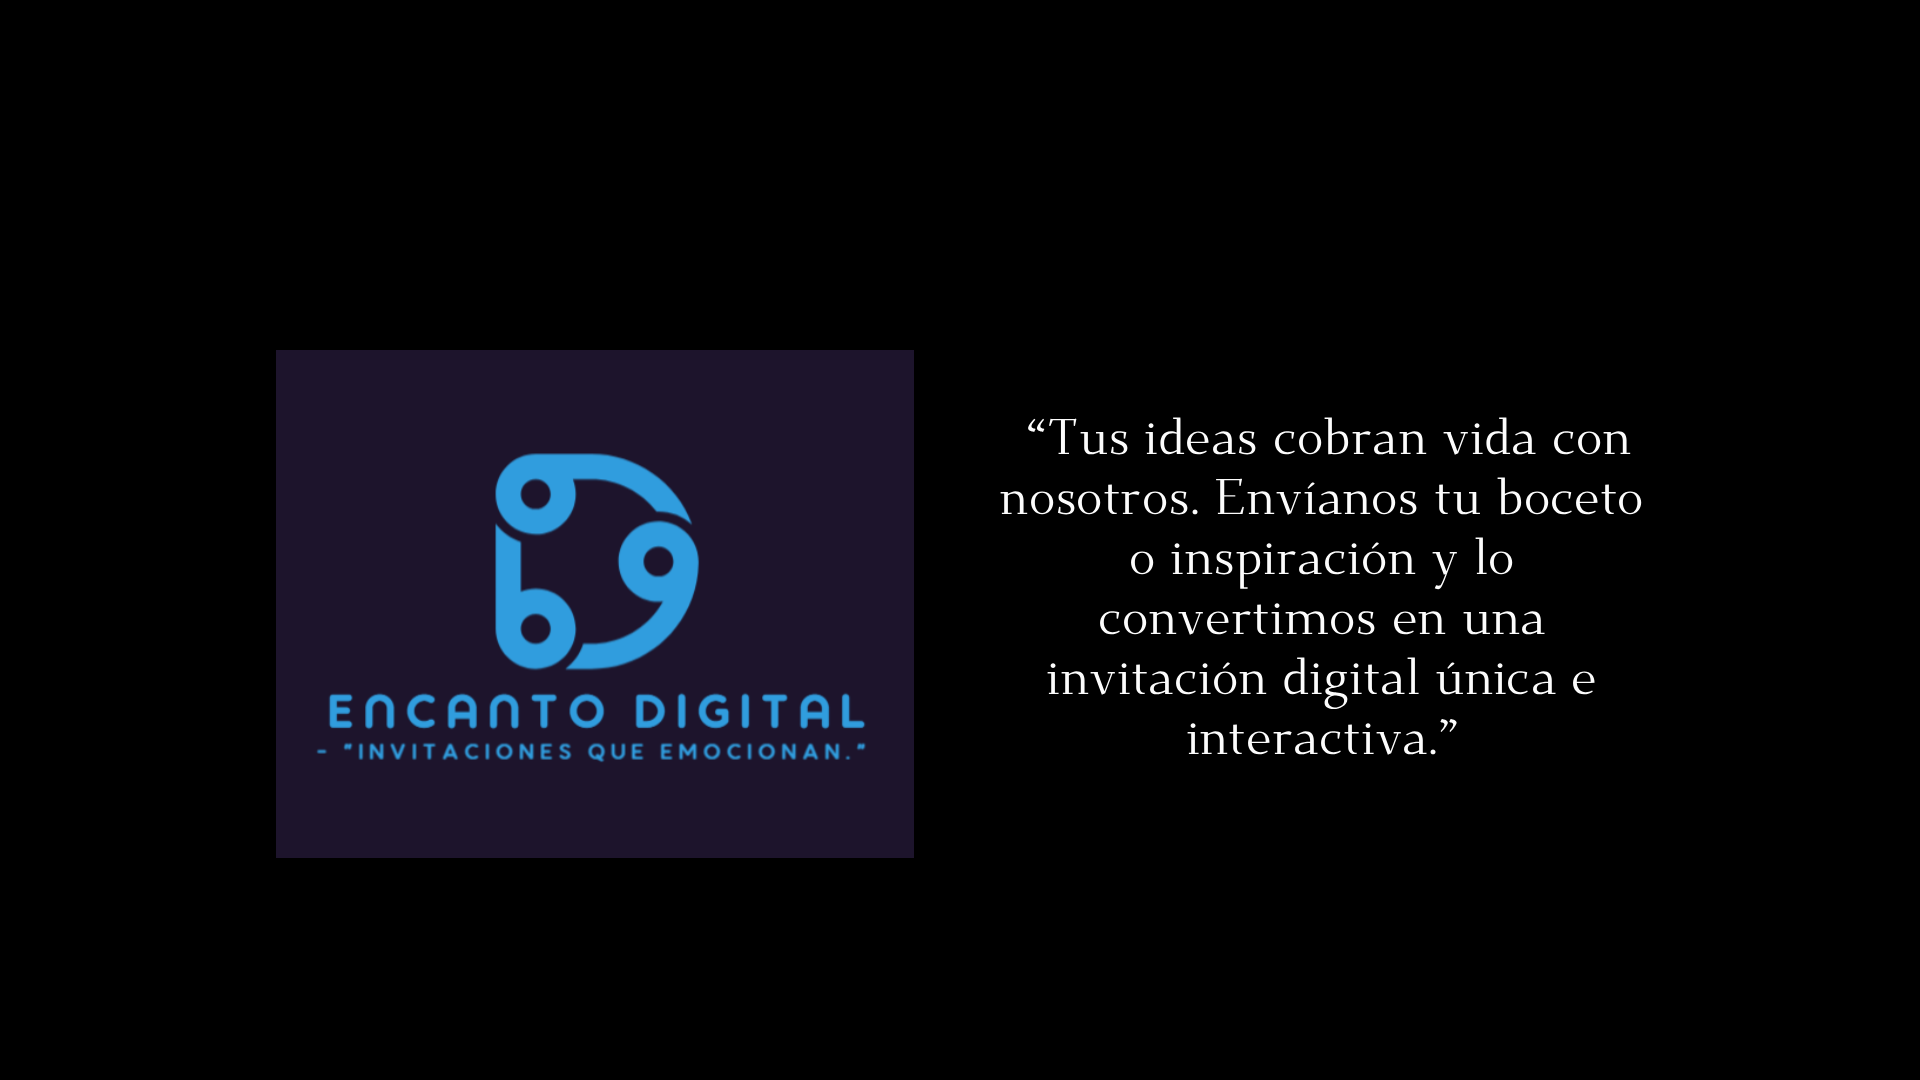 ENCANTO DIGITAL
- "INVITACIONES QUE EMOCIONAN."
“Tus ideas cobran vida con
nosotros. Envíanos tu boceto
o inspiración y lo
convertimos en una
invitación digital única e
interactiva.”